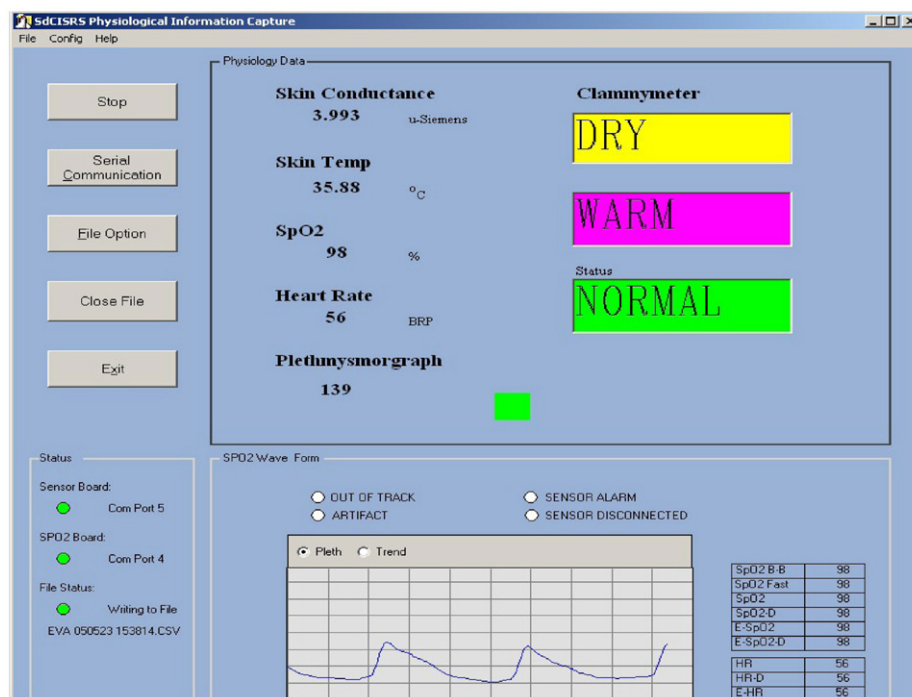 SdCISRS Physiological Information Capture
File Config Help
Stop
Serial
Communication
File Option
Close File
Exit
Physiology Data
Skin Conductance
3.993 u-Siemens
Skin Temp
35.88 °C
SpO2
98 %
Heart Rate
56 BRP
Plethmysmorgraph
139
Clammymeter
DRY
WARM
Status
NORMAL
Status
Sensor Board:
Com Port 5
SPO2 Board:
Com Port 4
File Status:
Writing to File
EVA 050523 153814.CSV
SPO2 Wave Form
OUT OF TRACK
SENSOR ALARM
ARTIFACT
SENSOR DISCONNECTED
Pleth Trend
SpO2 B-B 98
SpO2 Fast 98
SpO2 98
SpO2-D 98
E-SpO2 98
E-SpO2-D 98
HR 56
HR-D 56
E-HR 56